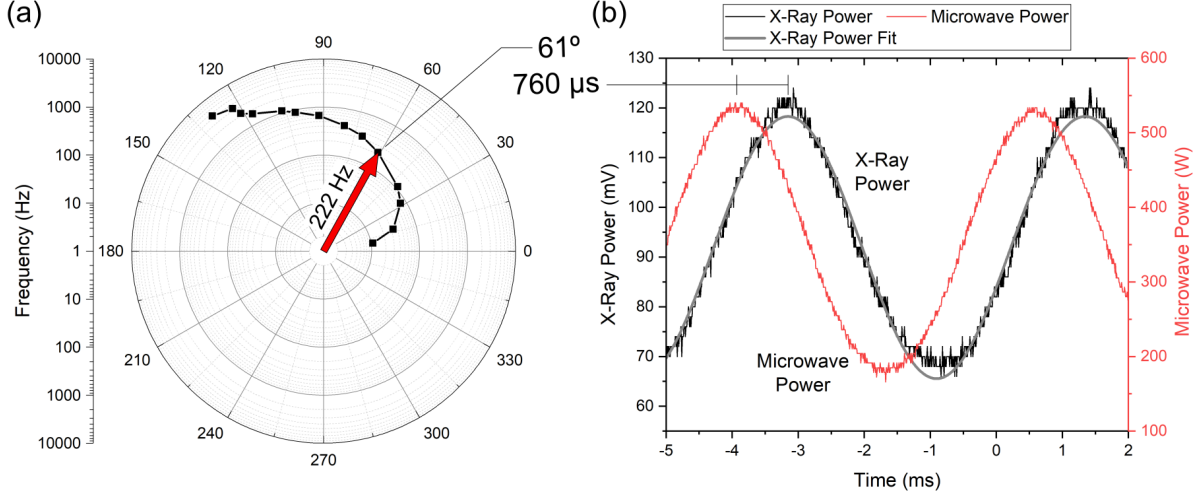 (a)
90
120
60
150
30
180
0
210
330
240
300
270
10000
1000
100
10
1
10
100
1000
10000
Frequency (Hz)
222 Hz
61º
760 µs
(b)
X-Ray Power
Microwave Power
X-Ray Power Fit
130
120
110
100
90
80
70
60
X-Ray Power (mV)
600
500
400
300
200
100
Microwave Power (W)
X-Ray
Power
Microwave
Power
-5
-4
-3
-2
-1
0
1
2
Time (ms)